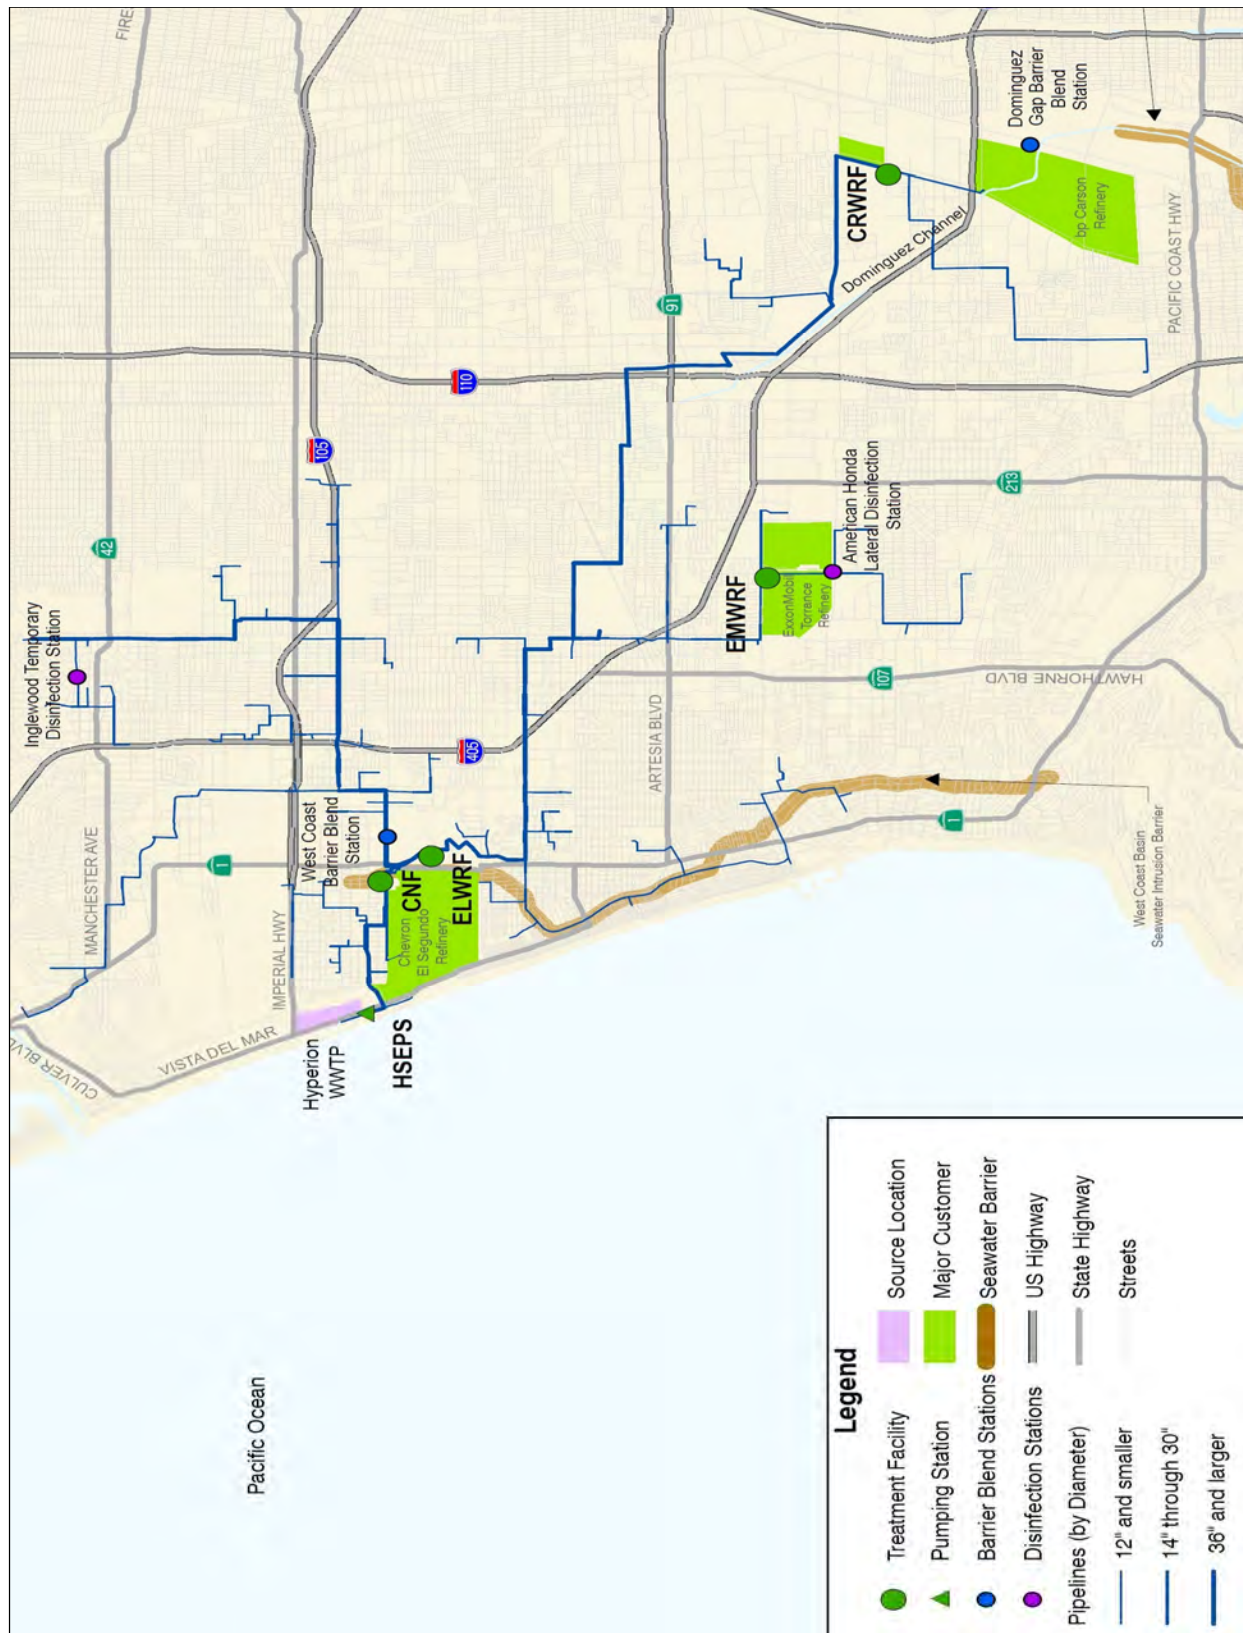 FIRE
42
105
110
91
Inglewood Temporary
Disinfection Station
MANCHESTER AVE
1
IMPERIAL HWY
CULVER BLVD
VISTA DEL MAR
Hyperion
WWTP
HSEPS
West Coast
Barrier Blend
Station
CNF
ELWRF
Chevron
El Segundo
Refinery
405
ARTESIA BLVD
EMWRF
ExxonMobil
Torrance
Refinery
American Honda
Lateral Disinfection
Station
107
HAWTHORNE BLVD
213
1
West Coast Basin
Seawater Intrusion Barrier
CRWRF
Dominguez Channel
Dominguez
Gap Barrier
Blend
Station
bp Carson
Refinery
PACIFIC COAST HWY
Pacific Ocean
Legend
Treatment Facility
Pumping Station
Barrier Blend Stations
Disinfection Stations
Pipelines (by Diameter)
12" and smaller
14" through 30"
36" and larger
Source Location
Major Customer
Seawater Barrier
US Highway
State Highway
Streets